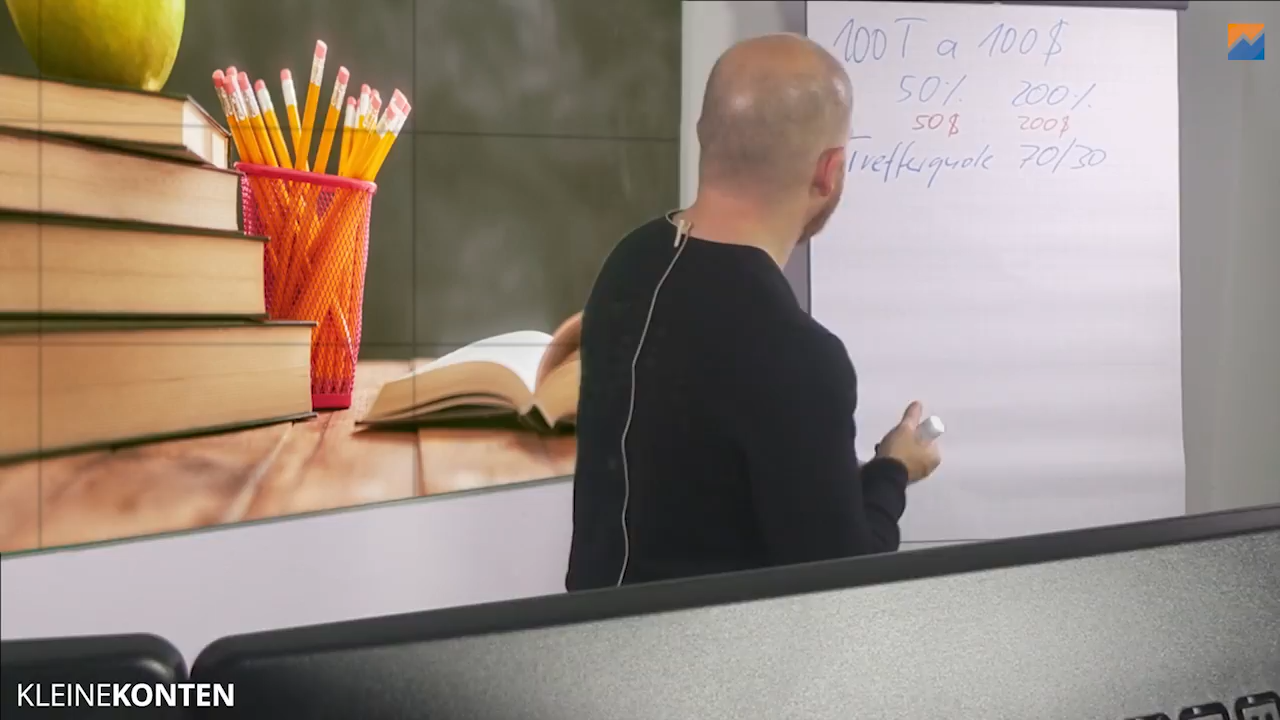 100T a 100$
50% 200%
50$ 200$
Trefferquote 70/30
KLEINEKONTEN